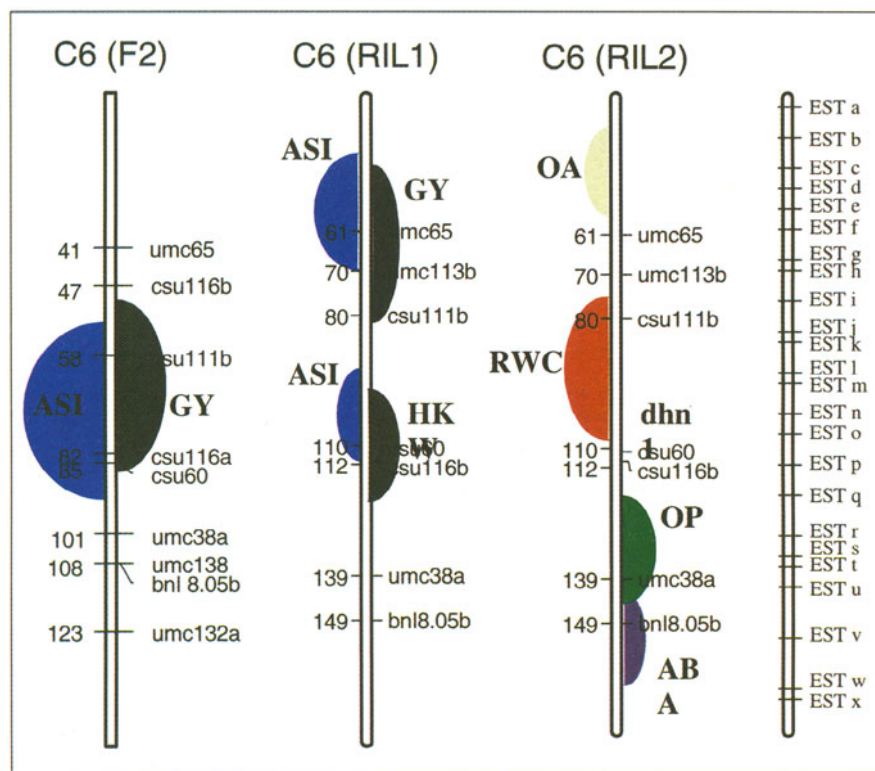 C6 (F2)
41 umc65
47 csu116b
58 su111b
ASI GY
82 csu116a
85 csu60
101 umc38a
108 umc138
bnl 8.05b
123 umc132a
C6 (RIL1)
ASI
GY
61 mc65
70 umc113b
80 csu111b
ASI
HK
W
110 csu60
112 csu116b
139 umc38a
149 bnl8.05b
C6 (RIL2)
OA
61 umc65
70 umc113b
80 csu111b
RWC
dhn
1
110 csu60
112 csu116b
OP
139 umc38a
149 bnl8.05b
AB
A
EST a
EST b
EST c
EST d
EST e
EST f
EST g
EST h
EST i
EST j
EST k
EST l
EST m
EST n
EST o
EST p
EST q
EST r
EST s
EST t
EST u
EST v
EST w
EST x